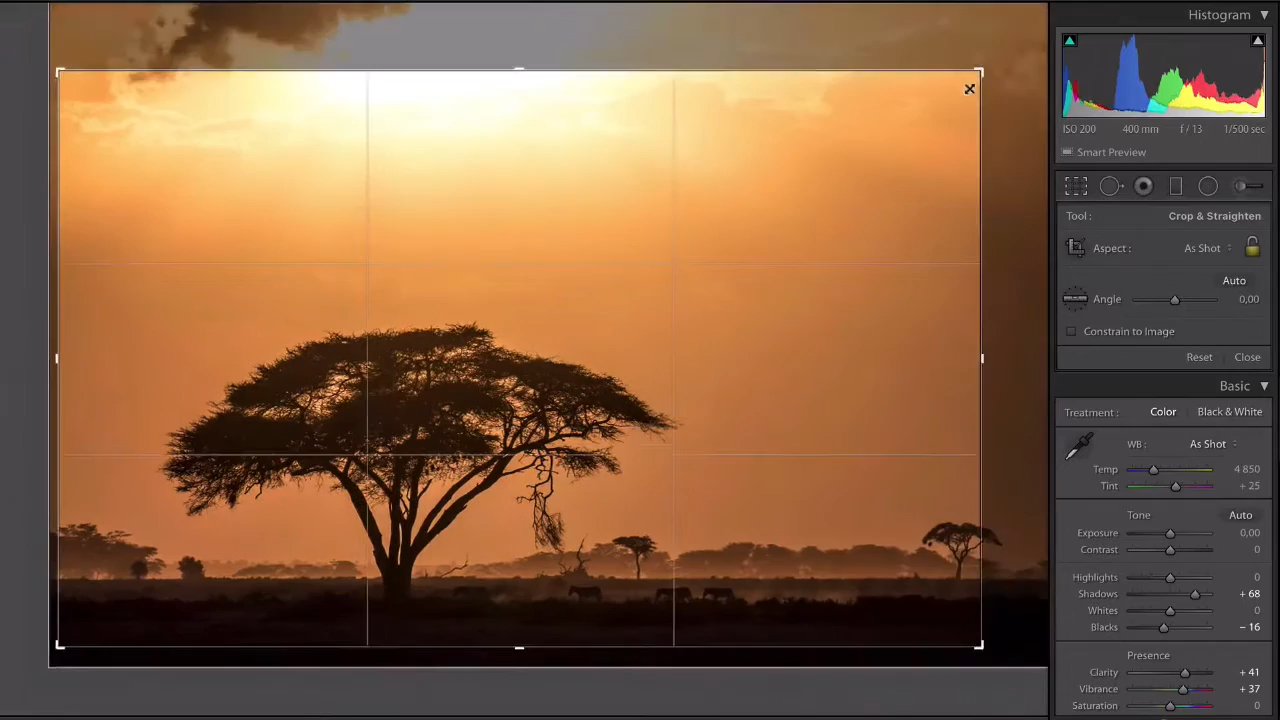 Histogram
ISO 200 400 mm f / 13 1/500 sec
Smart Preview
Tool : Crop & Straighten
Aspect : As Shot
Auto
Angle 0,00
Constrain to Image
Reset Close
Basic
Treatment : Color Black & White
WB : As Shot
Temp 4 850
Tint + 25
Tone Auto
Exposure 0,00
Contrast 0
Highlights 0
Shadows + 68
Whites 0
Blacks − 16
Presence
Clarity + 41
Vibrance + 37
Saturation 0